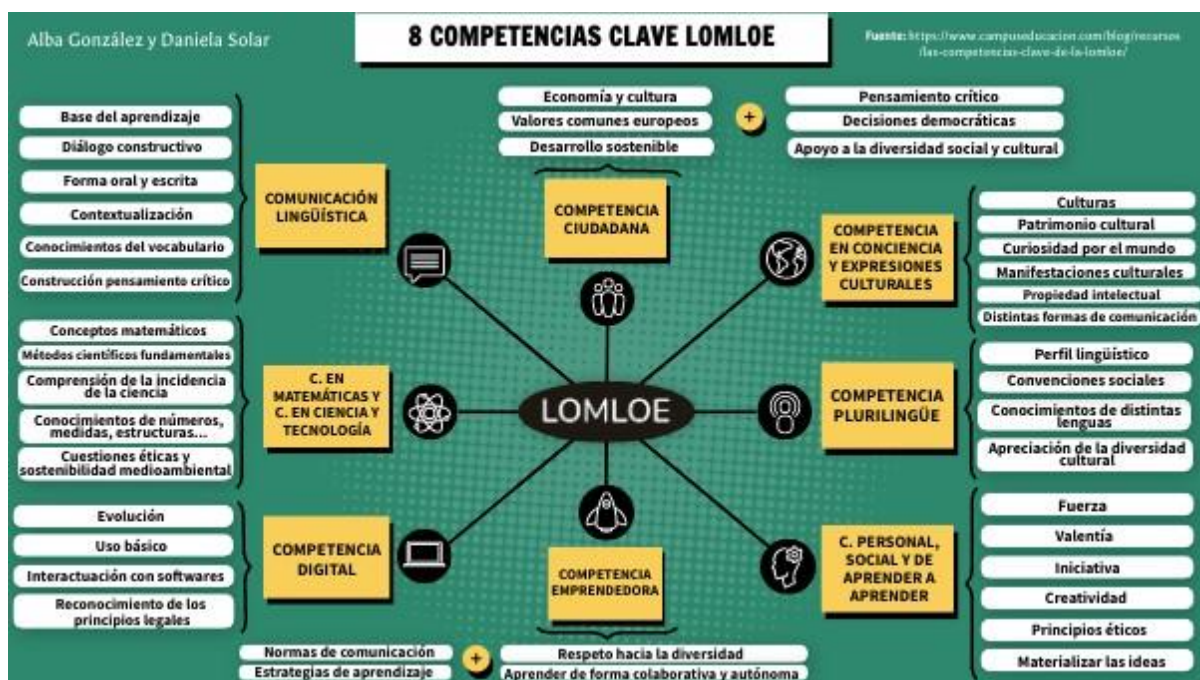 Alba González y Daniela Solar
8 COMPETENCIAS CLAVE LOMLOE
Fuente: https://www.campuseducacion.com/blog/recursos
/las-competencias-clave-de-la-lomloe/
Base del aprendizaje
Diálogo constructivo
Forma oral y escrita
Contextualización
Conocimientos del vocabulario
Construcción pensamiento crítico
COMUNICACIÓN
LINGÜÍSTICA
Economía y cultura
Valores comunes europeos
Desarrollo sostenible
+
Pensamiento crítico
Decisiones democráticas
Apoyo a la diversidad social y cultural
COMPETENCIA
CIUDADANA
COMPETENCIA
EN CONCIENCIA
Y EXPRESIONES
CULTURALES
Culturas
Patrimonio cultural
Curiosidad por el mundo
Manifestaciones culturales
Propiedad intelectual
Distintas formas de comunicación
Conceptos matemáticos
Métodos científicos fundamentales
Comprensión de la incidencia
de la ciencia
Conocimientos de números,
medidas, estructuras...
Cuestiones éticas y
sostenibilidad medioambiental
C. EN
MATEMÁTICAS Y
C. EN CIENCIA Y
TECNOLOGÍA
LOMLOE
COMPETENCIA
PLURILINGÜE
Perfil lingüístico
Convenciones sociales
Conocimientos de distintas
lenguas
Apreciación de la diversidad
cultural
Evolución
Uso básico
Interactuación con softwares
Reconocimiento de los
principios legales
COMPETENCIA
DIGITAL
COMPETENCIA
EMPRENDEDORA
C. PERSONAL,
SOCIAL Y DE
APRENDER A
APRENDER
Fuerza
Valentía
Iniciativa
Creatividad
Principios éticos
Materializar las ideas
Normas de comunicación
Estrategias de aprendizaje
+
Respeto hacia la diversidad
Aprender de forma colaborativa y autónoma